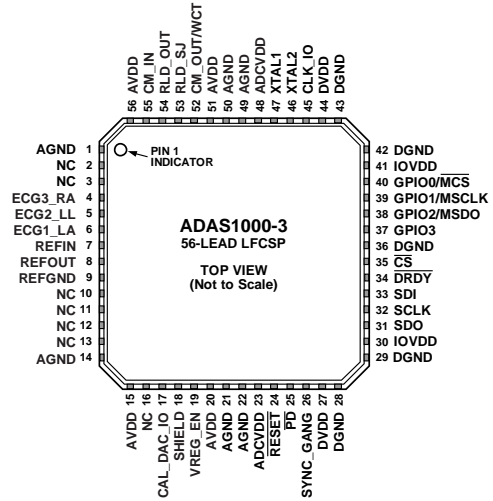 56 AVDD
55 CM_IN
54 RLD_OUT
53 RLD_SJ
52 CM_OUT/WCT
51 AVDD
50 AGND
49 AGND
48 ADCVDD
47 XTAL1
46 XTAL2
45 CLK_IO
44 DVDD
43 DGND
AGND 1
NC 2
NC 3
ECG3_RA 4
ECG2_LL 5
ECG1_LA 6
REFIN 7
REFOUT 8
REFGND 9
NC 10
NC 11
NC 12
NC 13
AGND 14
PIN 1
INDICATOR
ADAS1000-3
56-LEAD LFCSP
TOP VIEW
(Not to Scale)
42 DGND
41 IOVDD
40 GPIO0/MCS
39 GPIO1/MSCLK
38 GPIO2/MSDO
37 GPIO3
36 DGND
35 CS
34 DRDY
33 SDI
32 SCLK
31 SDO
30 IOVDD
29 DGND
AVDD 15
NC 16
CAL_DAC_IO 17
SHIELD 18
VREG_EN 19
AVDD 20
AGND 21
AGND 22
ADCVDD 23
RESET 24
PD 25
SYNC_GANG 26
DVDD 27
DGND 28